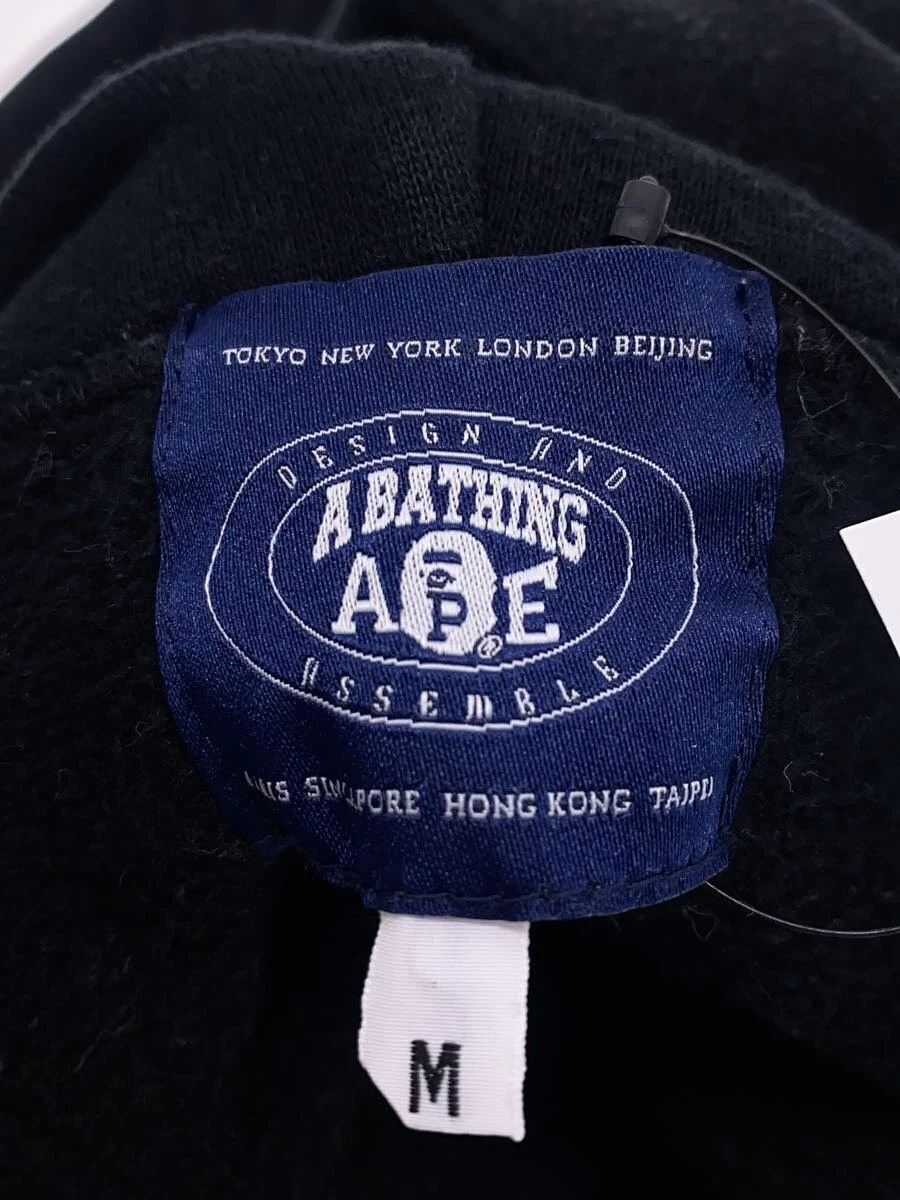 TOKYO NEW YORK LONDON BEIJING
DESIGN AND
A BATHING
APE®
ASSEMBLE
HONG KONG TAIPEI
M